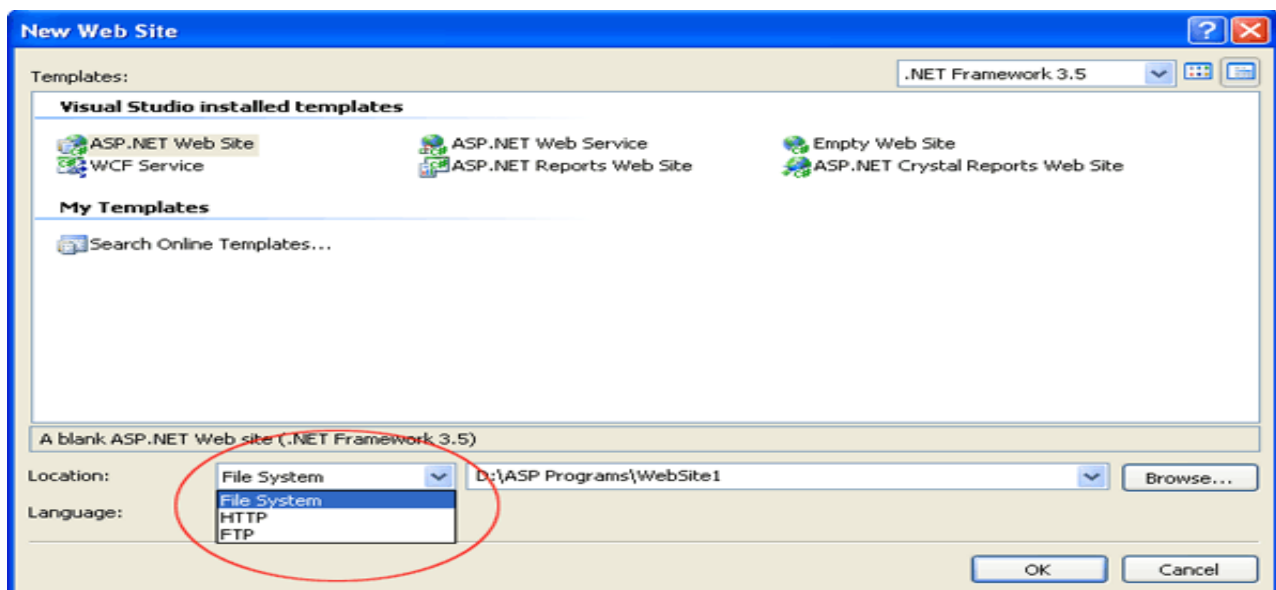 New Web Site
Templates:
.NET Framework 3.5
Visual Studio installed templates
ASP.NET Web Site
ASP.NET Web Service
Empty Web Site
WCF Service
ASP.NET Reports Web Site
ASP.NET Crystal Reports Web Site
My Templates
Search Online Templates...
A blank ASP.NET Web site (.NET Framework 3.5)
Location:
File System
D:\ASP Programs\WebSite1
Browse...
File System
Language:
HTTP
FTP
OK
Cancel